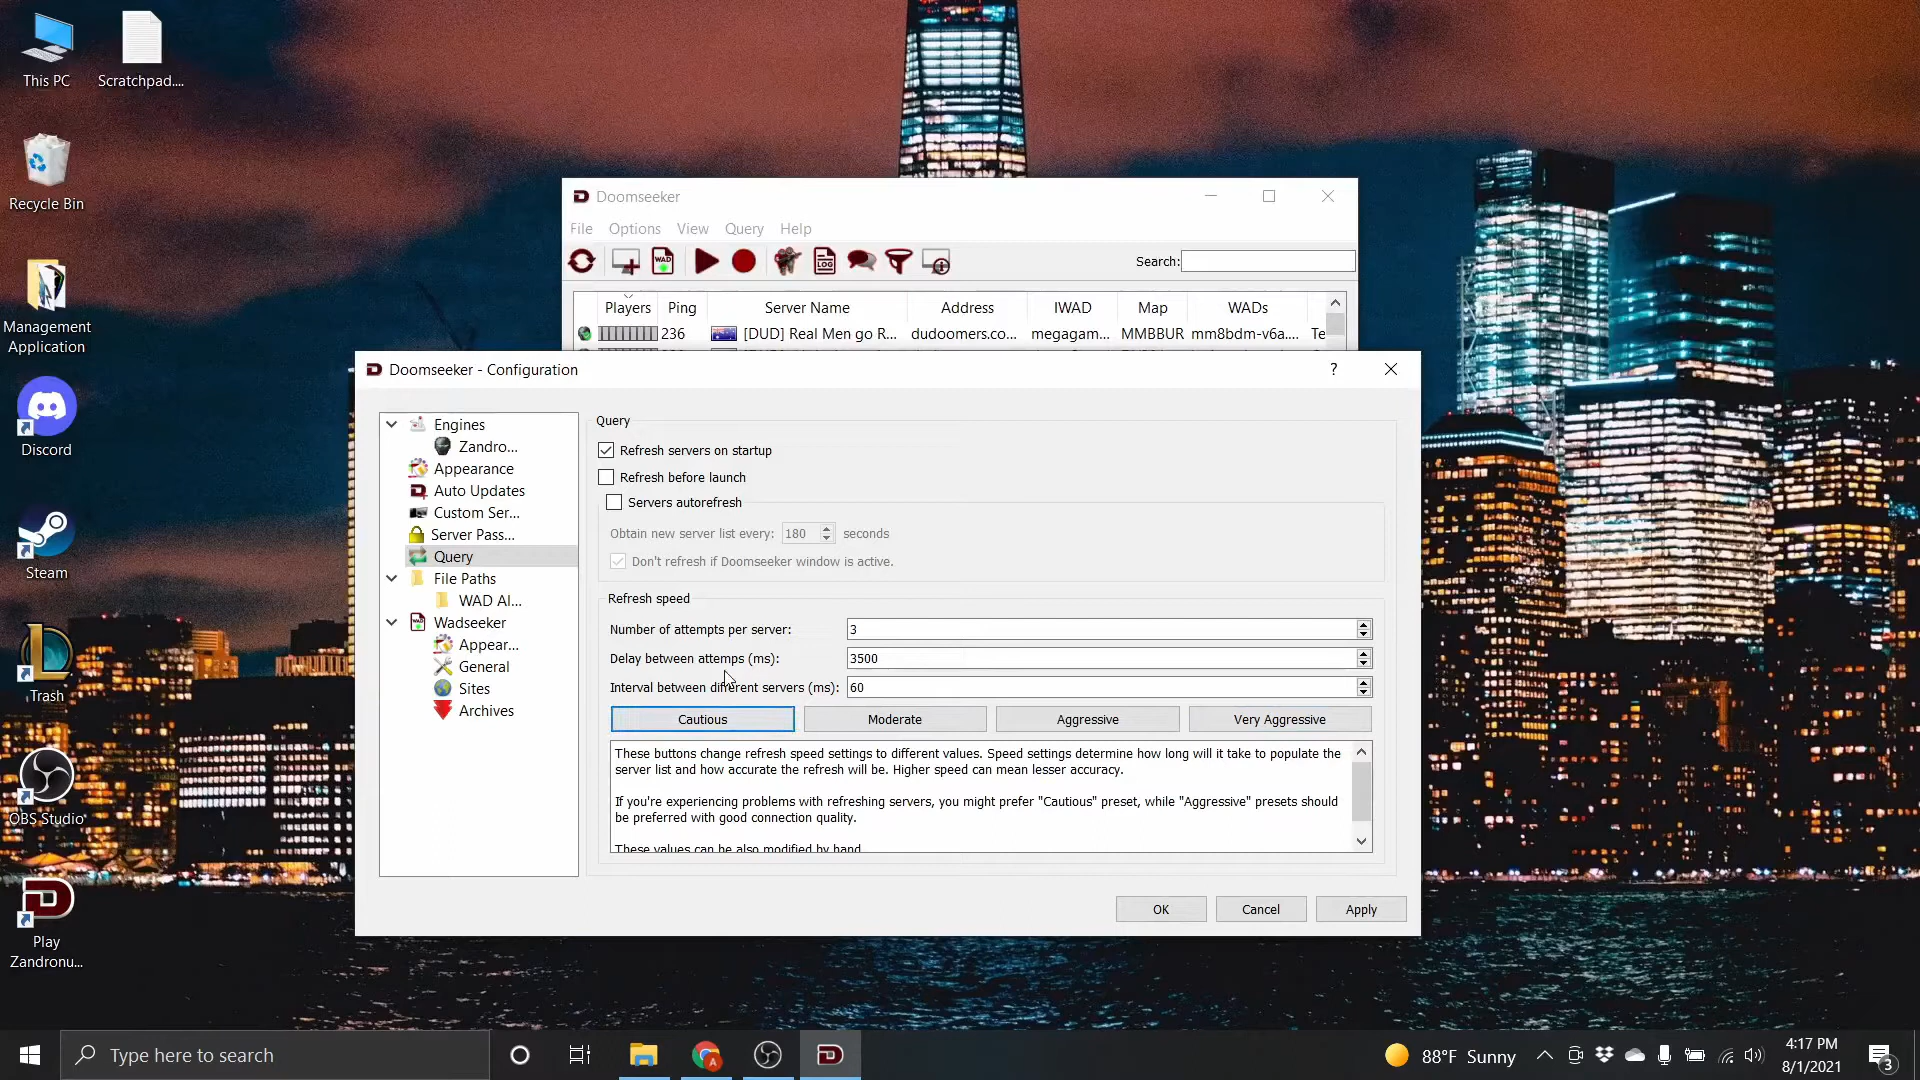 This PC
Scratchpad....
Recycle Bin
Management
Application
Discord
Steam
Trash
OBS Studio
Play
Zandronu...
Doomseeker
File Options View Query Help
WAD
LOG
Search:
Players Ping Server Name Address IWAD Map WADs
236 [DUD] Real Men go R... dudoomers.co... megagam... MMBBUR mm8bdm-v6a.... Te
Doomseeker - Configuration
?
Engines
Zandro...
Appearance
Auto Updates
Custom Ser...
Server Pass...
Query
File Paths
WAD Al...
Wadseeker
Appear...
General
Sites
Archives
Query
Refresh servers on startup
Refresh before launch
Servers autorefresh
Obtain new server list every: 180 seconds
Don't refresh if Doomseeker window is active.
Refresh speed
Number of attempts per server: 3
Delay between attemps (ms): 3500
Interval between different servers (ms): 60
Cautious Moderate Aggressive Very Aggressive
These buttons change refresh speed settings to different values. Speed settings determine how long will it take to populate the
server list and how accurate the refresh will be. Higher speed can mean lesser accuracy.
If you're experiencing problems with refreshing servers, you might prefer "Cautious" preset, while "Aggressive" presets should
be preferred with good connection quality.
These values can be also modified by hand
OK Cancel Apply
Type here to search
88°F Sunny
4:17 PM
8/1/2021
3